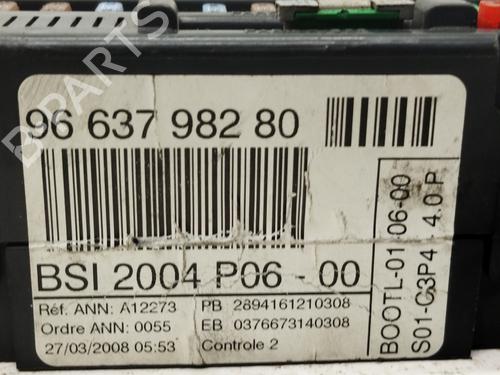 96 637 982 80
BSI 2004 P06 - 00
Réf. ANN: A12273 PB 2894161210308
Ordre ANN: 0055 EB 0376673140308
27/03/2008 05:53 Controle 2
BOOTL-01 06-00
S01-C3P4 4.0 P
B PARTS